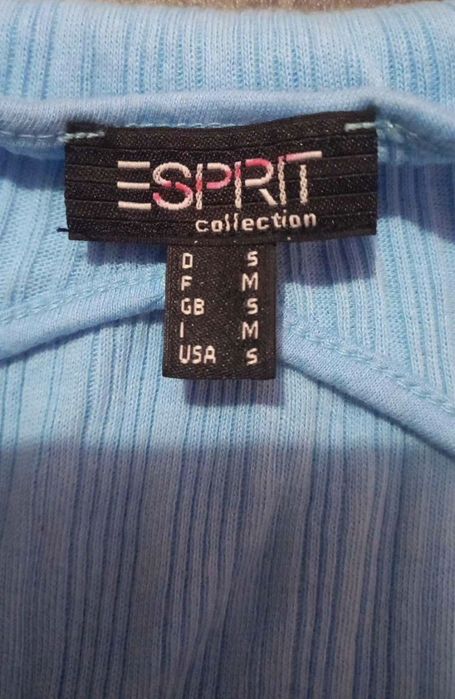 ESPRIT
collection
D S
F M
GB S
I M
USA S